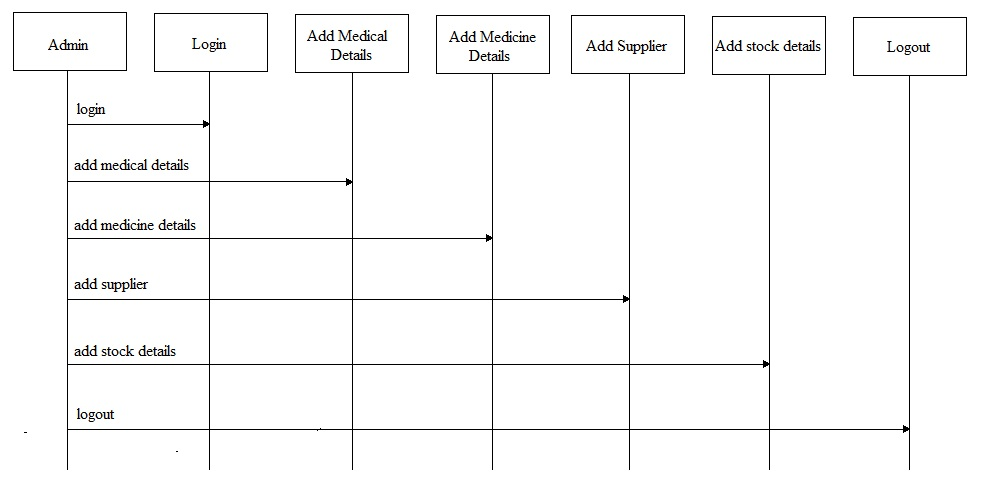 Admin
Login
Add Medical
Details
Add Medicine
Details
Add Supplier
Add stock details
Logout
login
add medical details
add medicine details
add supplier
add stock details
logout